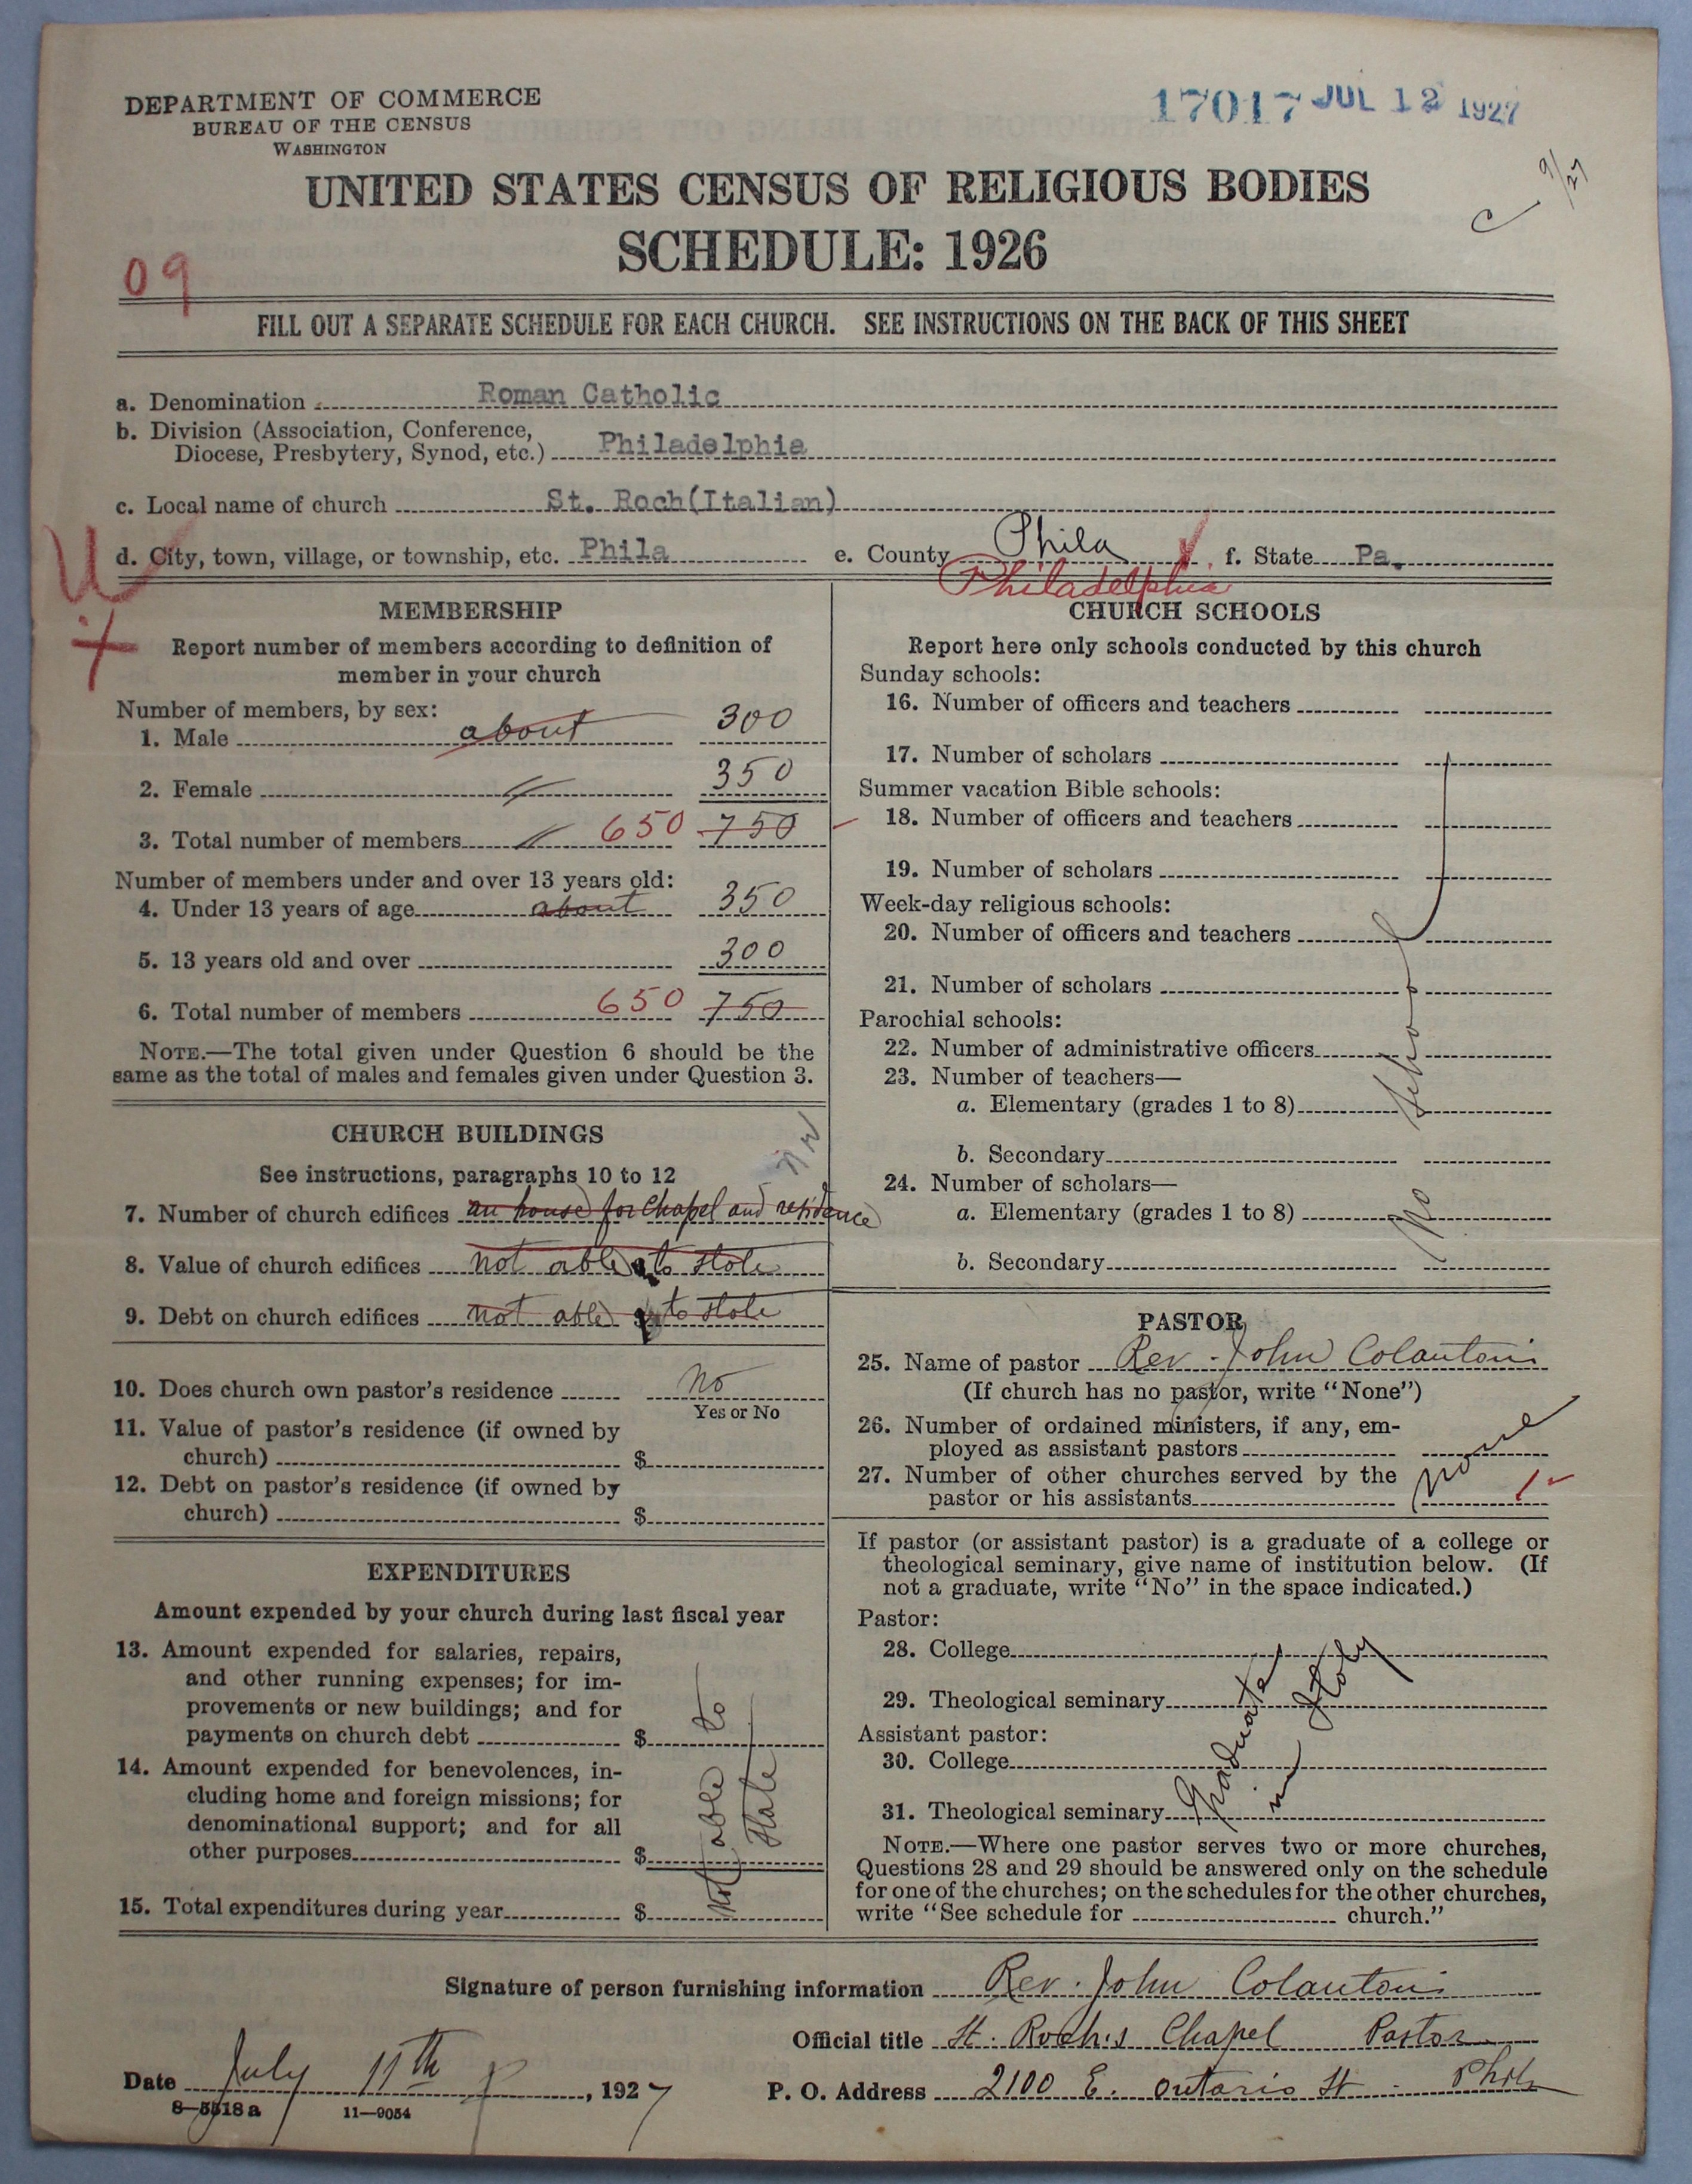 DEPARTMENT OF COMMERCE
BUREAU OF THE CENSUS
WASHINGTON
17017 JUL 12 1927
C 9/27
UNITED STATES CENSUS OF RELIGIOUS BODIES
SCHEDULE: 1926
09
FILL OUT A SEPARATE SCHEDULE FOR EACH CHURCH. SEE INSTRUCTIONS ON THE BACK OF THIS SHEET
a. Denomination Roman Catholic
b. Division (Association, Conference,
Diocese, Presbytery, Synod, etc.) Philadelphia
c. Local name of church St. Roch(Italian)
d. City, town, village, or township, etc. Phila e. County Phila f. State Pa.
Philadelphia
MEMBERSHIP
Report number of members according to definition of
member in your church
Number of members, by sex:
1. Male about 300
2. Female " 350
3. Total number of members " 650 750
Number of members under and over 13 years old:
4. Under 13 years of age about 350
5. 13 years old and over 300
6. Total number of members 650 750
NOTE.—The total given under Question 6 should be the
same as the total of males and females given under Question 3.
CHURCH BUILDINGS
See instructions, paragraphs 10 to 12
7. Number of church edifices an house for Chapel and residence
8. Value of church edifices not able to state
9. Debt on church edifices not able to state
10. Does church own pastor's residence No
Yes or No
11. Value of pastor's residence (if owned by
church) $
12. Debt on pastor's residence (if owned by
church) $
EXPENDITURES
Amount expended by your church during last fiscal year
13. Amount expended for salaries, repairs,
and other running expenses; for im-
provements or new buildings; and for
payments on church debt $
14. Amount expended for benevolences, in-
cluding home and foreign missions; for
denominational support; and for all
other purposes $
15. Total expenditures during year $
Not able to
state
CHURCH SCHOOLS
Report here only schools conducted by this church
Sunday schools:
16. Number of officers and teachers
17. Number of scholars
Summer vacation Bible schools:
18. Number of officers and teachers
19. Number of scholars
Week-day religious schools:
20. Number of officers and teachers
21. Number of scholars
Parochial schools:
22. Number of administrative officers
23. Number of teachers—
a. Elementary (grades 1 to 8)
b. Secondary
24. Number of scholars—
a. Elementary (grades 1 to 8)
b. Secondary
No school
PASTOR
25. Name of pastor Rev. John Colantoni
(If church has no pastor, write "None")
26. Number of ordained ministers, if any, em-
ployed as assistant pastors
27. Number of other churches served by the
pastor or his assistants
none
If pastor (or assistant pastor) is a graduate of a college or
theological seminary, give name of institution below. (If
not a graduate, write "No" in the space indicated.)
Pastor:
28. College
29. Theological seminary
Assistant pastor:
30. College
31. Theological seminary
Graduate
in Italy
NOTE.—Where one pastor serves two or more churches,
Questions 28 and 29 should be answered only on the schedule
for one of the churches; on the schedules for the other churches,
write "See schedule for church."
Signature of person furnishing information Rev. John Colantoni
Official title St. Roch's Chapel Pastor
Date July 11th, 1927 P. O. Address 2100 E. Ontario St. Phila
8-5518a 11—9054